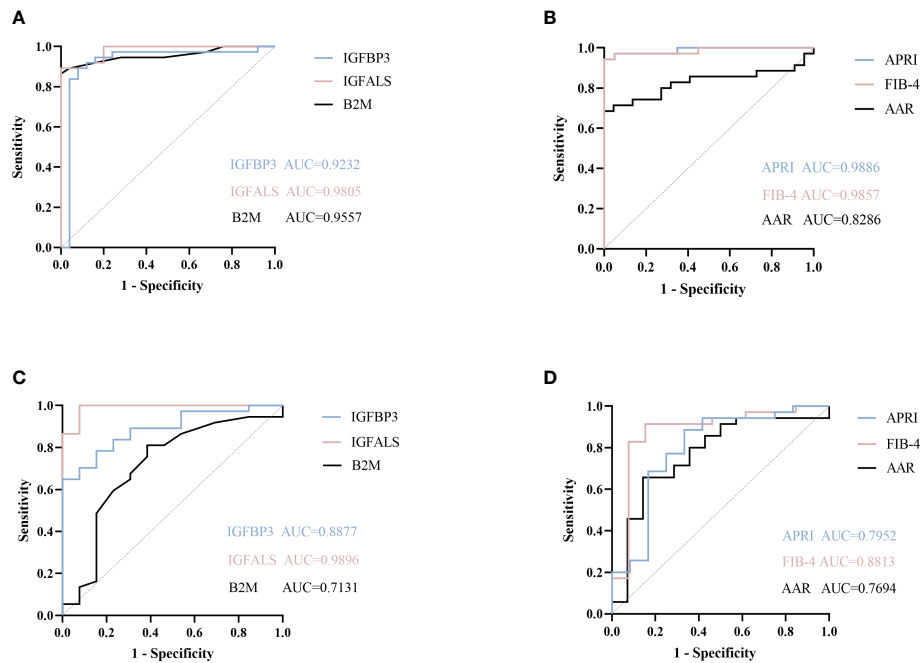 A
1.0
0.8
0.6
0.4
0.2
0.0
Sensitivity
0.0 0.2 0.4 0.6 0.8 1.0
1 - Specificity
IGFBP3
IGFALS
B2M
IGFBP3 AUC=0.9232
IGFALS AUC=0.9805
B2M AUC=0.9557
B
1.0
0.8
0.6
0.4
0.2
0.0
Sensitivity
0.0 0.2 0.4 0.6 0.8 1.0
1 - Specificity
APRI
FIB-4
AAR
APRI AUC=0.9886
FIB-4 AUC=0.9857
AAR AUC=0.8286
C
1.0
0.8
0.6
0.4
0.2
0.0
Sensitivity
0.0 0.2 0.4 0.6 0.8 1.0
1 - Specificity
IGFBP3
IGFALS
B2M
IGFBP3 AUC=0.8877
IGFALS AUC=0.9896
B2M AUC=0.7131
D
1.0
0.8
0.6
0.4
0.2
0.0
Sensitivity
0.0 0.2 0.4 0.6 0.8 1.0
1 - Specificity
APRI
FIB-4
AAR
APRI AUC=0.7952
FIB-4 AUC=0.8813
AAR AUC=0.7694